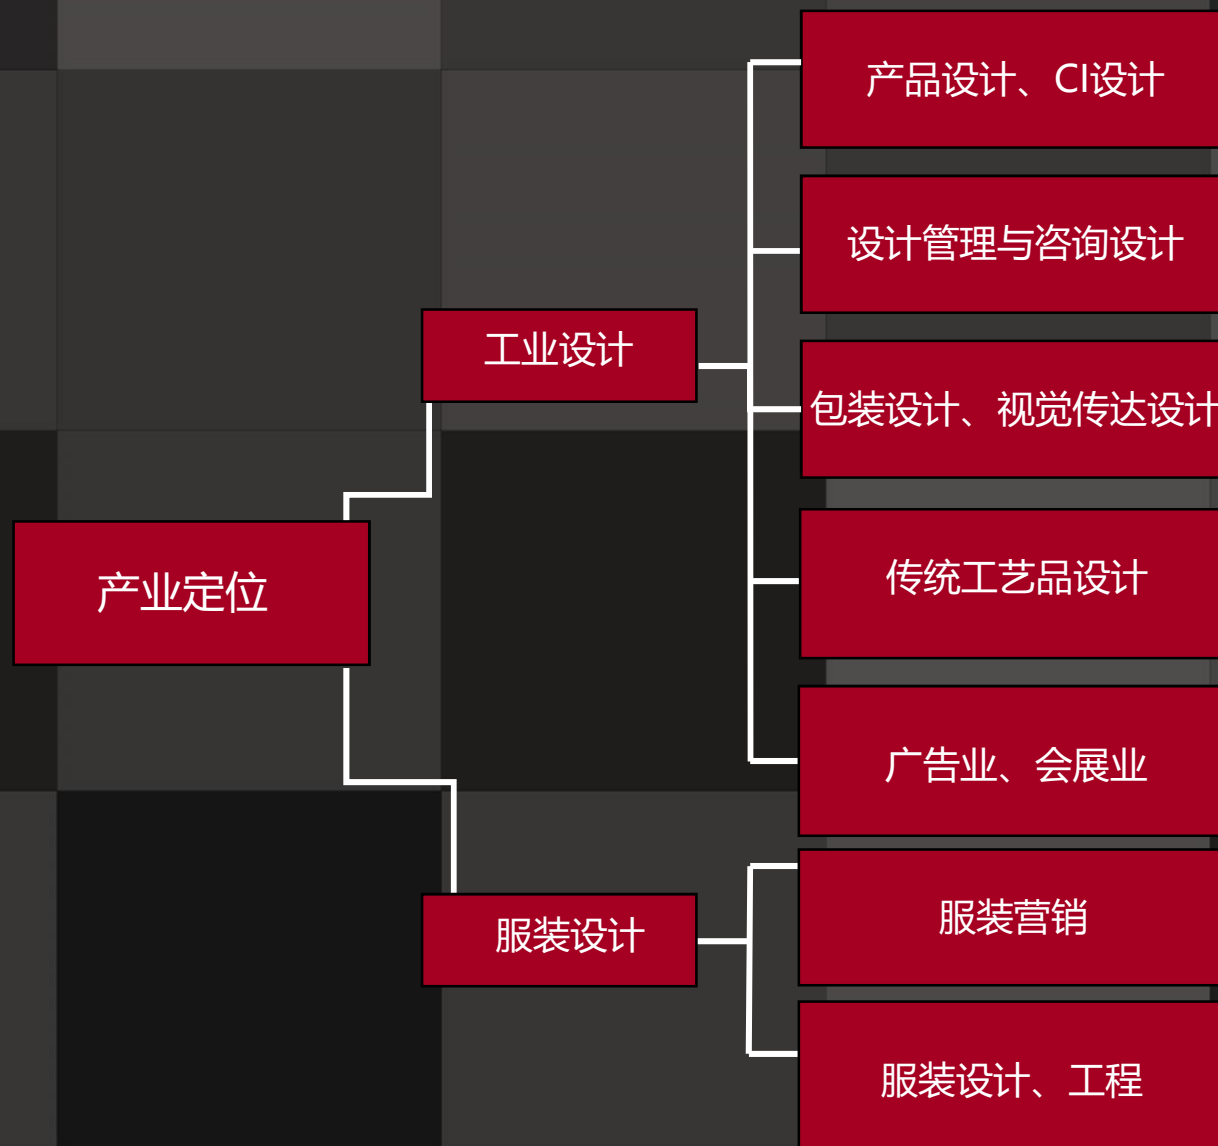 产品设计、CI设计
设计管理与咨询设计
工业设计
包装设计、视觉传达设计
产业定位
传统工艺品设计
广告业、会展业
服装设计
服装营销
服装设计、工程